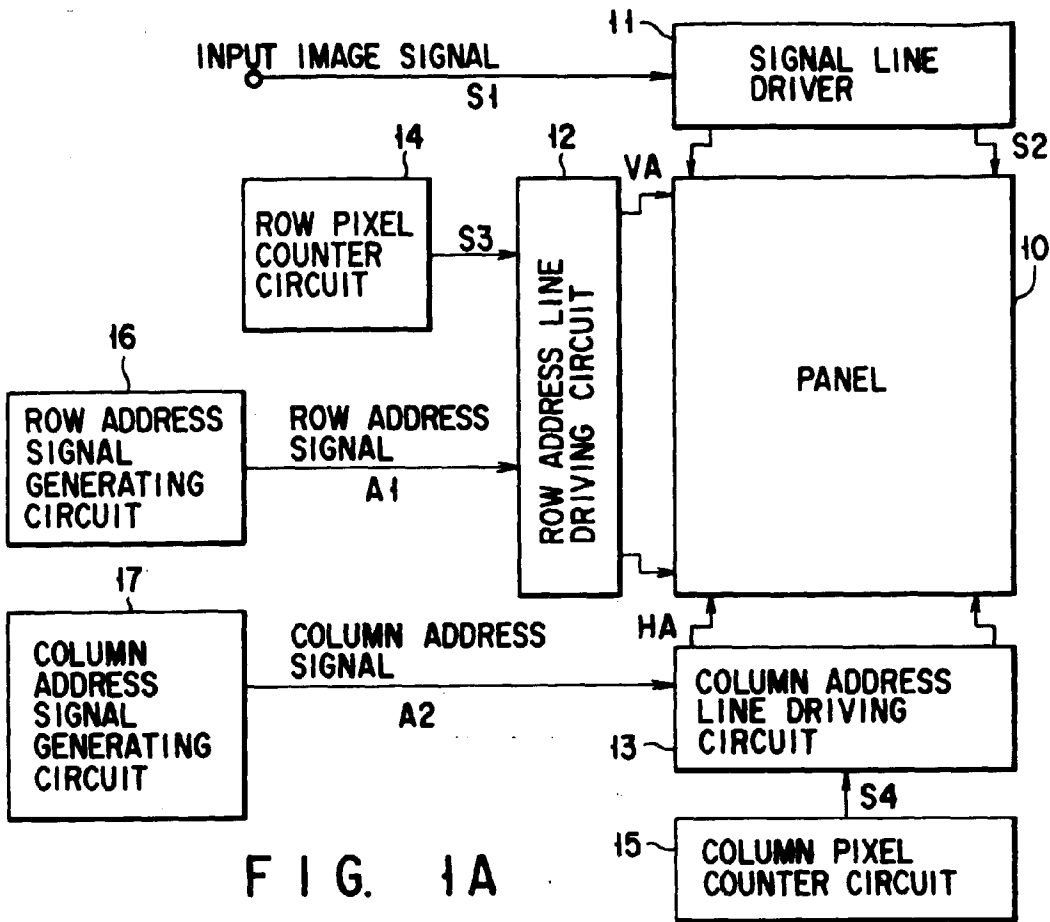 11
INPUT IMAGE SIGNAL
S1
SIGNAL LINE
DRIVER
S2
14
ROW PIXEL
COUNTER
CIRCUIT
S3
12
ROW ADDRESS LINE
DRIVING CIRCUIT
VA
10
PANEL
16
ROW ADDRESS
SIGNAL
GENERATING
CIRCUIT
ROW ADDRESS
SIGNAL
A1
17
COLUMN
ADDRESS
SIGNAL
GENERATING
CIRCUIT
COLUMN ADDRESS
SIGNAL
A2
HA
COLUMN ADDRESS
LINE DRIVING
CIRCUIT
13
S4
15
COLUMN PIXEL
COUNTER CIRCUIT
FIG. 1A